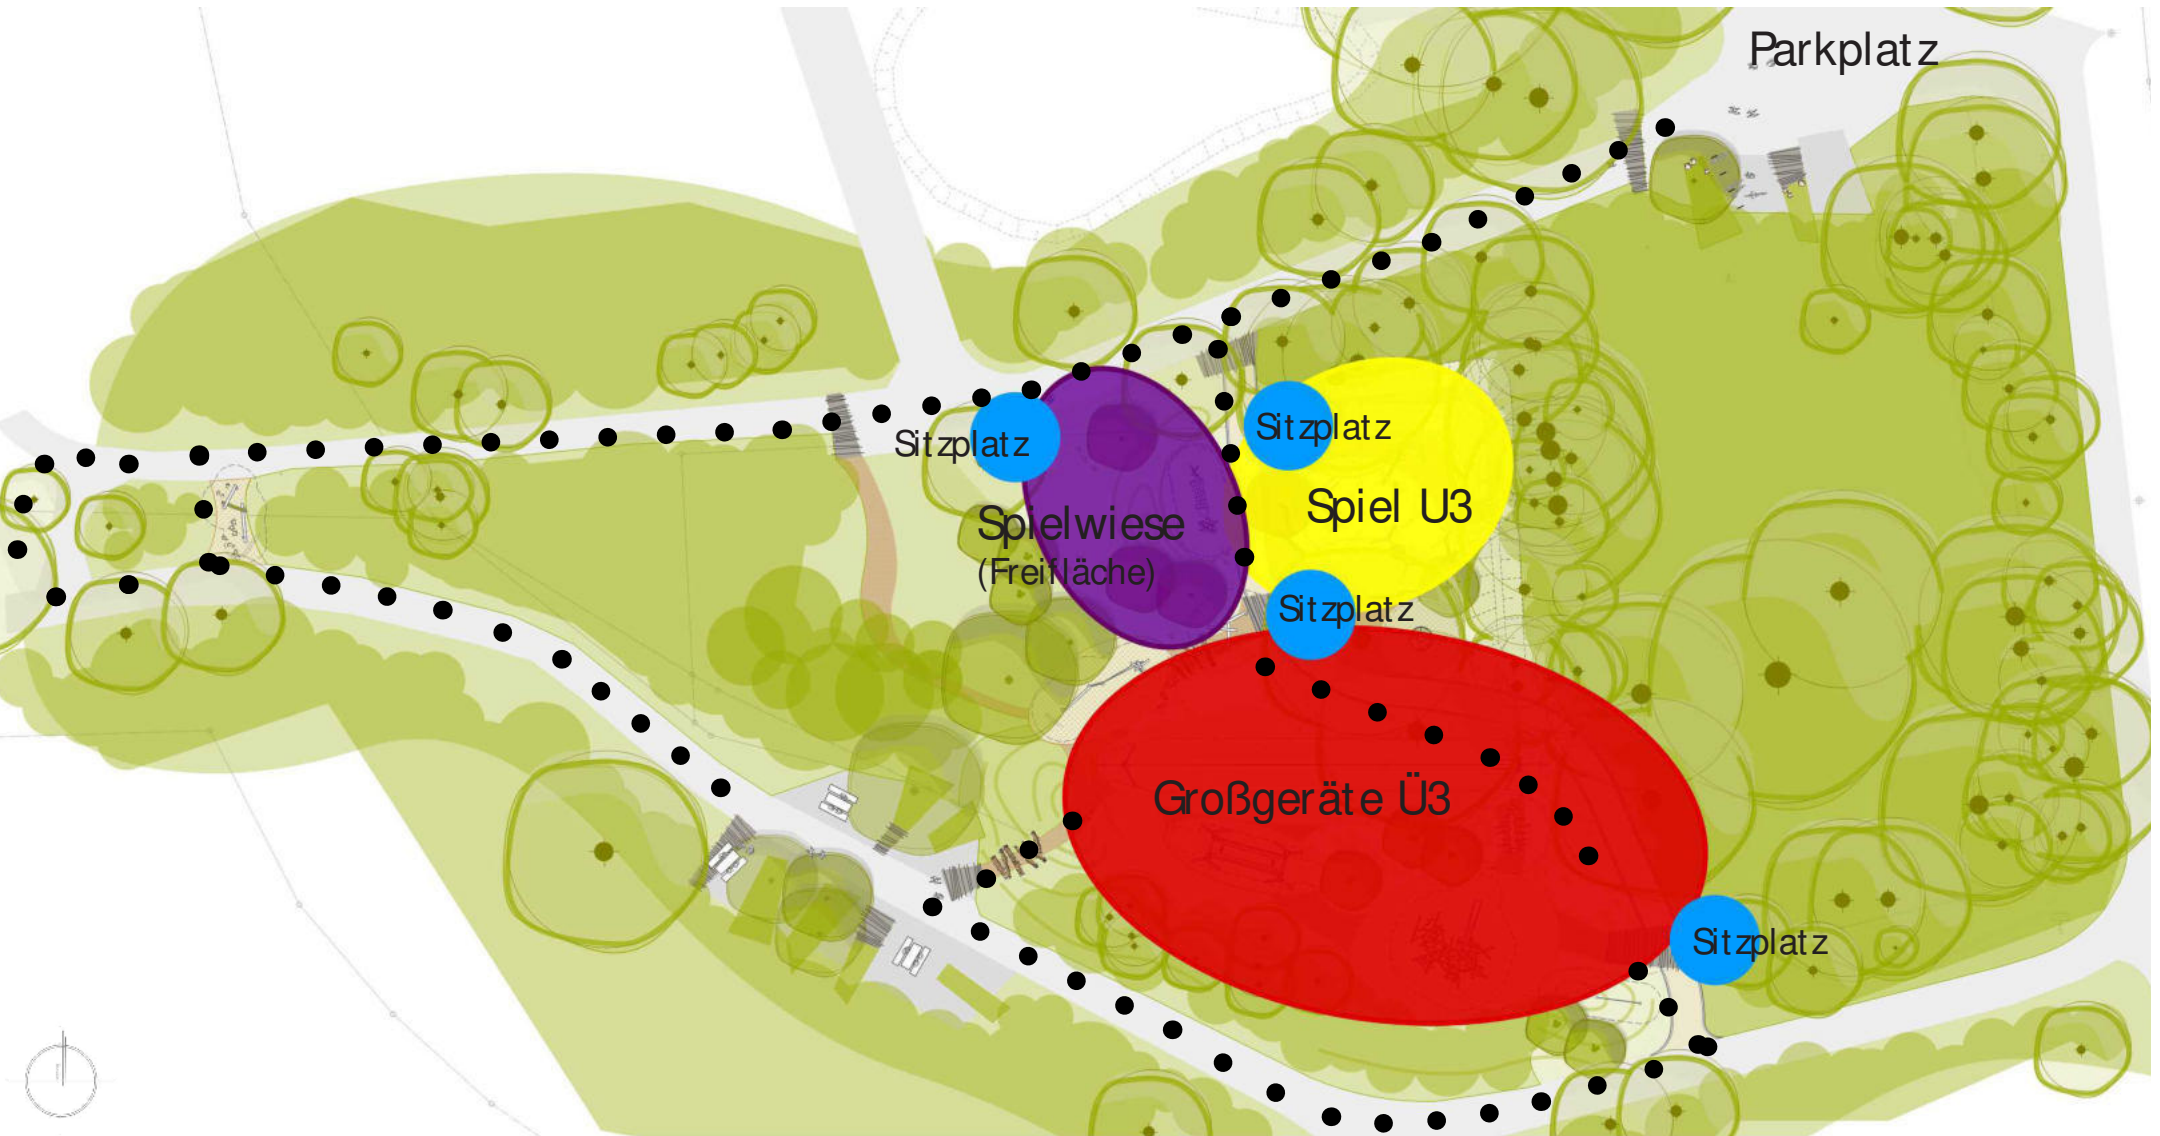 Parkplatz
Sitzplatz
Sitzplatz
Spiel U3
Spielwiese
(Freifläche)
Sitzplatz
Großgeräte Ü3
Sitzplatz